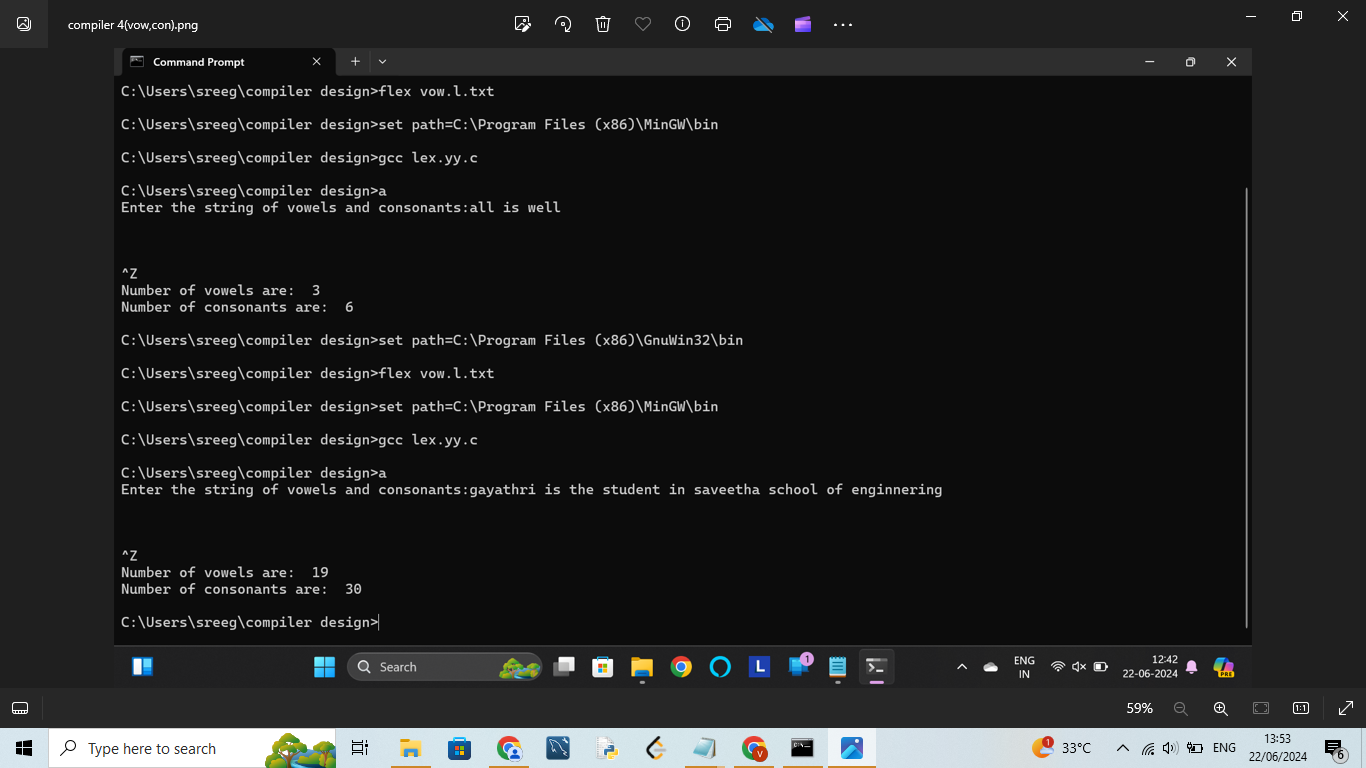 compiler 4(vow,con).png
Command Prompt
C:\Users\sreeg\compiler design>flex vow.l.txt
C:\Users\sreeg\compiler design>set path=C:\Program Files (x86)\MinGW\bin
C:\Users\sreeg\compiler design>gcc lex.yy.c
C:\Users\sreeg\compiler design>a
Enter the string of vowels and consonants:all is well
^Z
Number of vowels are:  3
Number of consonants are:  6
C:\Users\sreeg\compiler design>set path=C:\Program Files (x86)\GnuWin32\bin
C:\Users\sreeg\compiler design>flex vow.l.txt
C:\Users\sreeg\compiler design>set path=C:\Program Files (x86)\MinGW\bin
C:\Users\sreeg\compiler design>gcc lex.yy.c
C:\Users\sreeg\compiler design>a
Enter the string of vowels and consonants:gayathri is the student in saveetha school of enginnering
^Z
Number of vowels are:  19
Number of consonants are:  30
C:\Users\sreeg\compiler design>
Search
L
1
ENG
IN
12:42
22-06-2024
PRE
59%
1:1
Type here to search
V
1
33°C
ENG
13:53
22/06/2024
6